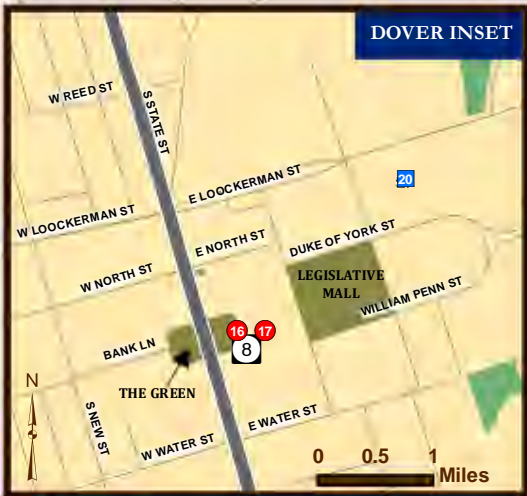 DOVER INSET
W REED ST
S STATE ST
20
E LOOCKERMAN ST
W LOOCKERMAN ST
E NORTH ST
DUKE OF YORK ST
W NORTH ST
LEGISLATIVE
MALL
WILLIAM PENN ST
16
17
8
BANK LN
THE GREEN
N
S NEW ST
E WATER ST
W WATER ST
0 0.5 1
Miles